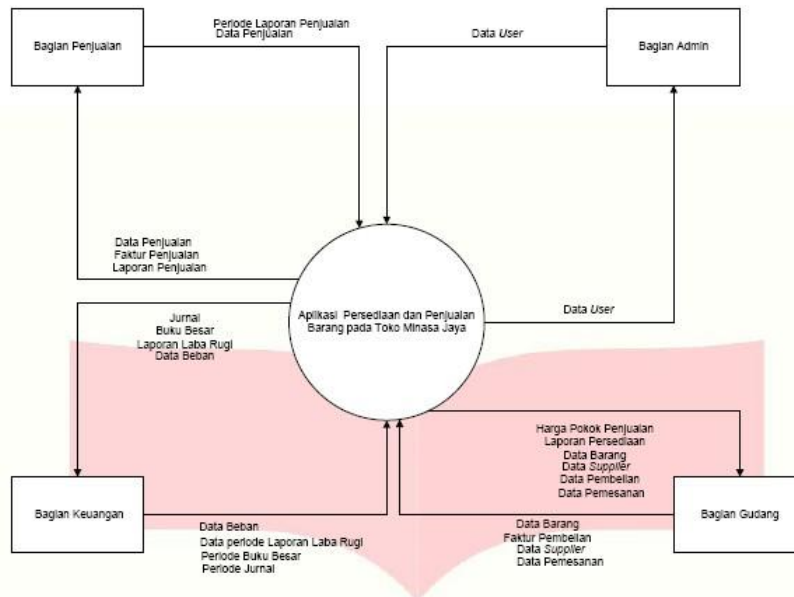 Periode Laporan Penjualan
Data Penjualan
Bagian Penjualan
Data User
Bagian Admin
Data Penjualan
Faktur Penjualan
Laporan Penjualan
Aplikasi Persediaan dan Penjualan
Barang pada Toko Minasa Jaya
Data User
Jurnal
Buku Besar
Laporan Laba Rugi
Data Beban
Harga Pokok Penjualan
Laporan Persediaan
Data Barang
Data Supplier
Data Pembelian
Data Pemesanan
Bagian Keuangan
Bagian Gudang
Data Beban
Data periode Laporan Laba Rugi
Periode Buku Besar
Periode Jurnal
Data Barang
Faktur Pembelian
Data Supplier
Data Pemesanan